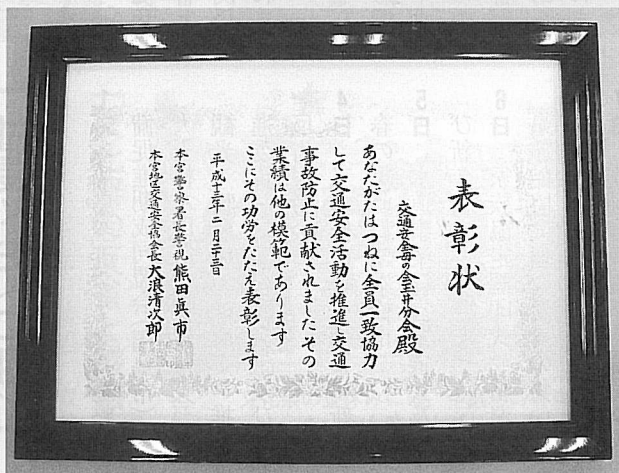 表彰状
交通安全母の会玉井分会殿
あなたがたはつねに全員一致協力
して交通安全活動を推進し交通
事故防止に貢献されました その
業績は他の模範であります
ここにその功労をたたえ表彰します
平成十三年二月二十三日
本宮警察署長警視 熊田眞市
本宮地区交通安全協会長 大浪清次郎